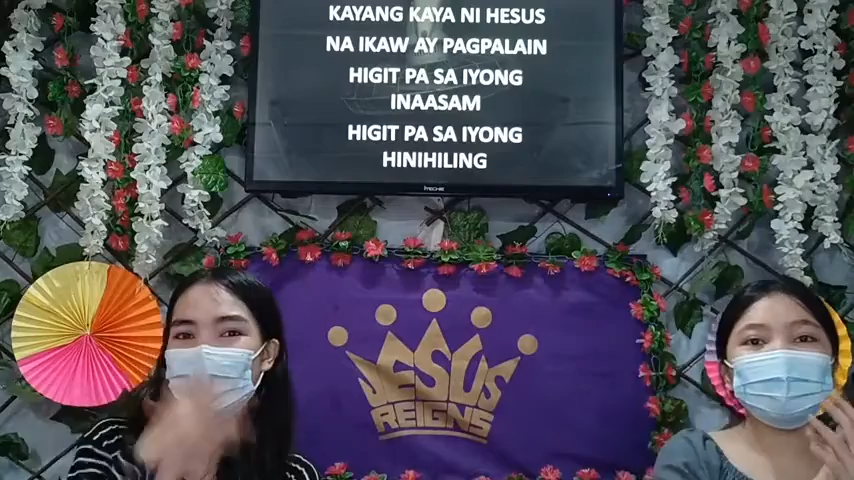 KAYANG KAYA NI HESUS
NA IKAW AY PAGPALAIN
HIGIT PA SA IYONG
INAASAM
HIGIT PA SA IYONG
HINIHILING
JESUS
REIGNS